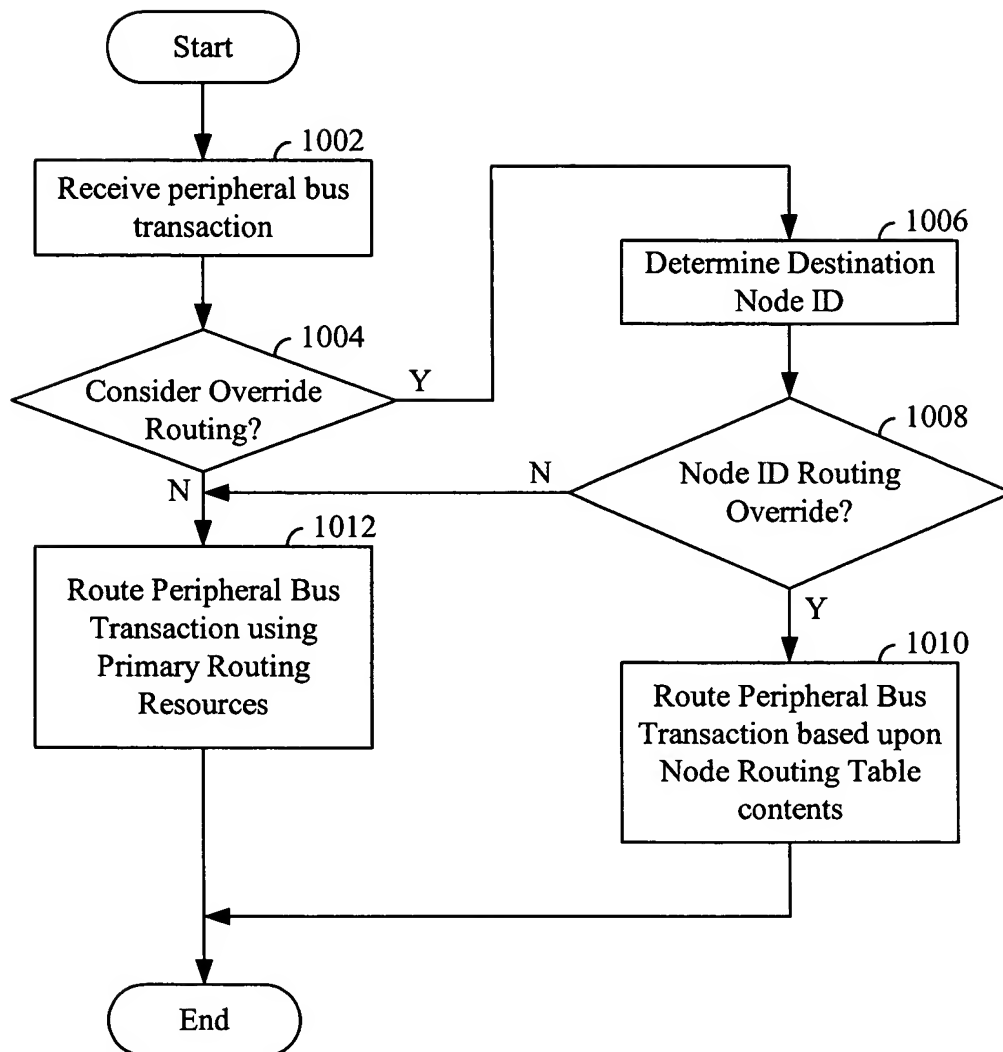 Start
1002
Receive peripheral bus
transaction
1004
Consider Override
Routing?
Y
N
1006
Determine Destination
Node ID
1008
Node ID Routing
Override?
N
Y
1012
Route Peripheral Bus
Transaction using
Primary Routing
Resources
1010
Route Peripheral Bus
Transaction based upon
Node Routing Table
contents
End